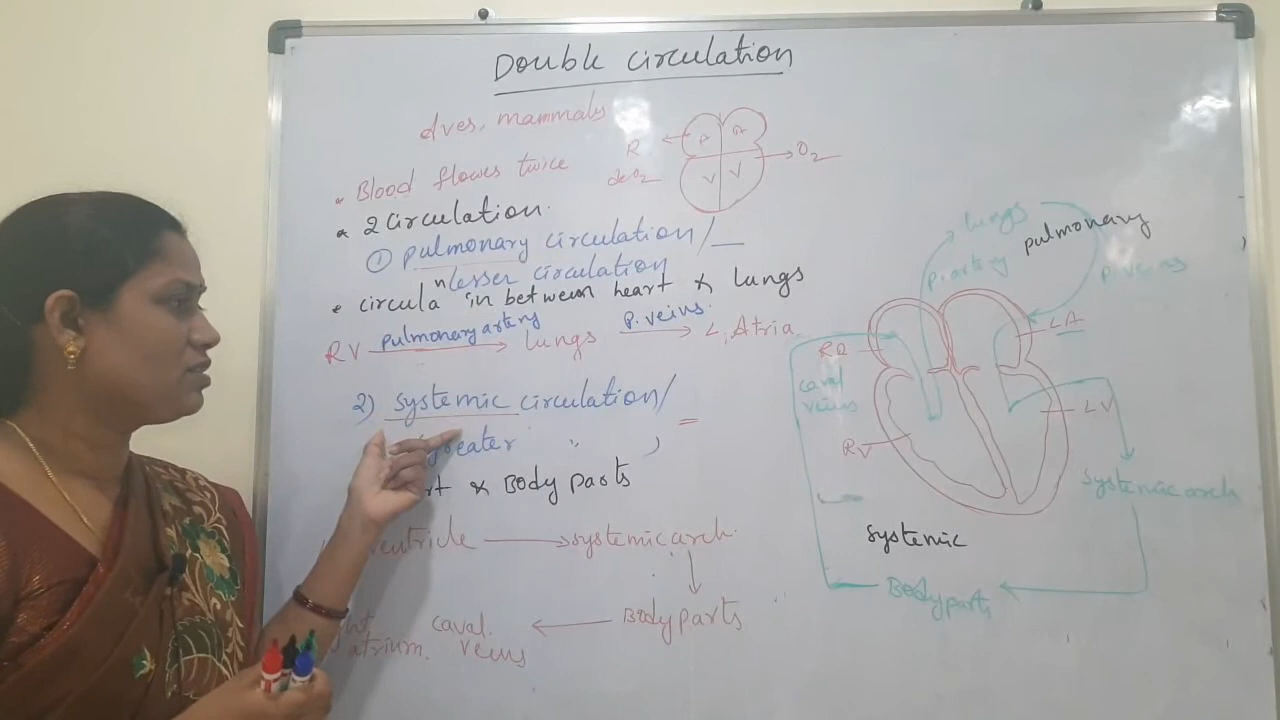 Double circulation
Aves, mammals
R
deO2
A
A
V
V
O2
* Blood flows twice
* 2 Circulation.
① pulmonary circulation/
" Lesser circulation
* circula in between heart & lungs
RV pulmonary artery lungs P. veins. L. Atria.
2) systemic circulation/
greater "
rt & Body parts
ventricle systemic arch
Body parts
caval veins
atrium.
lungs
pulmonary
P. artery
P. veins
LA
RA
caval veins
LV
RV
systemic arch
systemic
Body parts